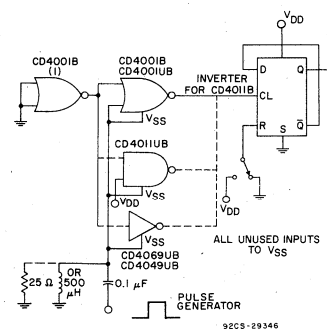 VDD
CD4001B
(1)
CD4001B
CD4001UB
INVERTER
FOR CD4011B
D Q
CL
R S Q̅
VSS
CD4011UB
VSS
VDD
VSS
CD4069UB
CD4049UB
VDD
ALL UNUSED INPUTS
TO VSS
25 Ω
OR
500
μH
0.1 μF
PULSE
GENERATOR
92CS-29346